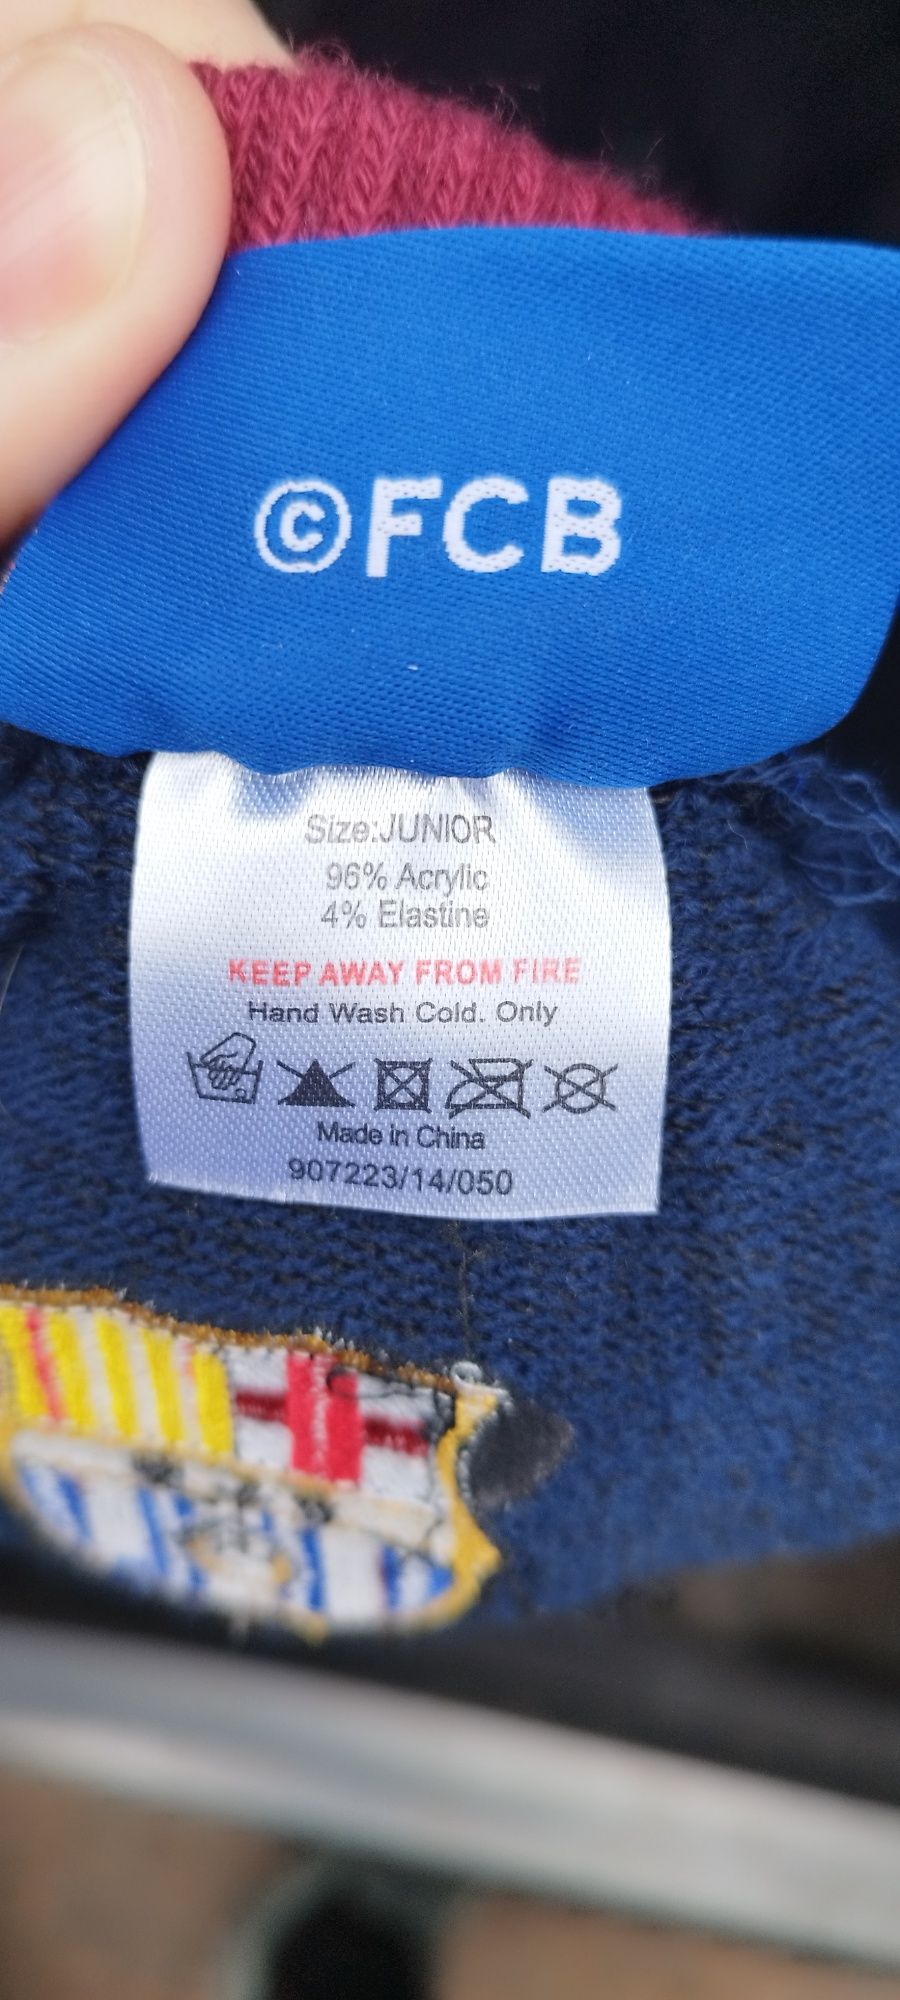 ©FCB
Size:JUNIOR
96% Acrylic
4% Elastine
KEEP AWAY FROM FIRE
Hand Wash Cold. Only
Made in China
907223/14/050